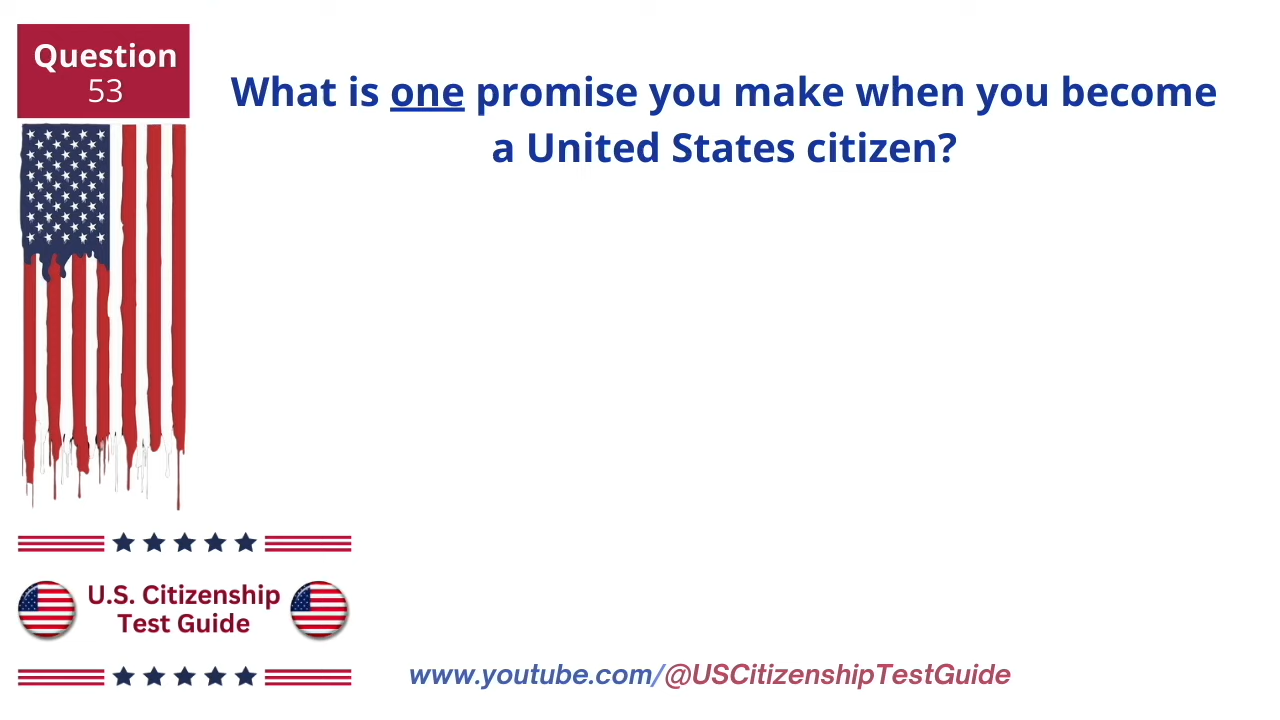 Question
53
What is one promise you make when you become
a United States citizen?
U.S. Citizenship
Test Guide
www.youtube.com/@USCitizenshipTestGuide